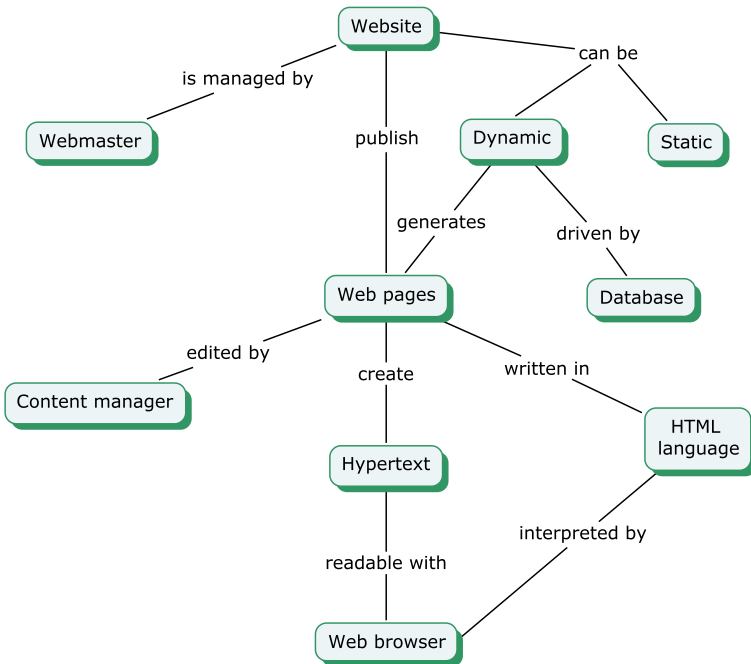 Website
can be
is managed by
Webmaster
publish
Dynamic
Static
generates
driven by
Web pages
Database
edited by
create
written in
Content manager
HTML
language
Hypertext
interpreted by
readable with
Web browser